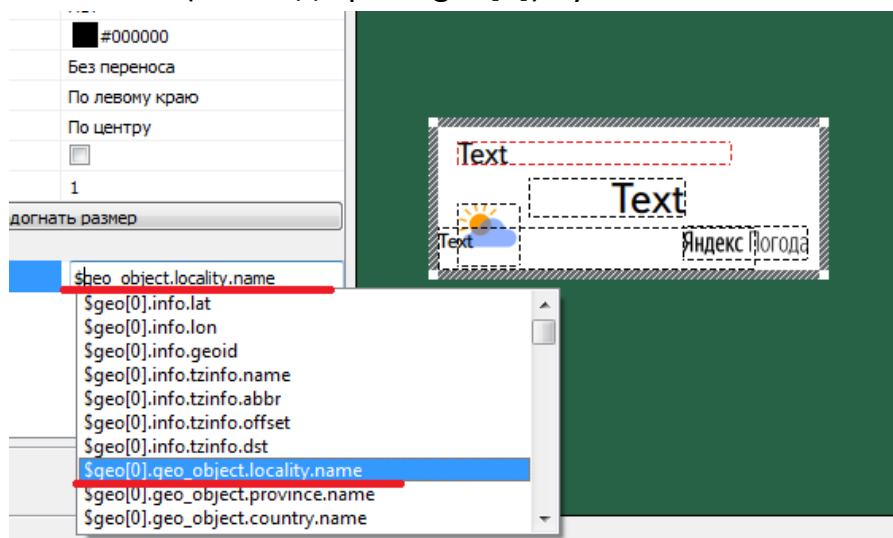 #000000
Без переноса
По левому краю
По центру
1
догнать размер
$geo_object.locality.name
$geo[0].info.lat
$geo[0].info.lon
$geo[0].info.geoid
$geo[0].info.tzinfo.name
$geo[0].info.tzinfo.abbr
$geo[0].info.tzinfo.offset
$geo[0].info.tzinfo.dst
$geo[0].geo_object.locality.name
$geo[0].geo_object.province.name
$geo[0].geo_object.country.name
Text
Text
Text
Яндекс Погода